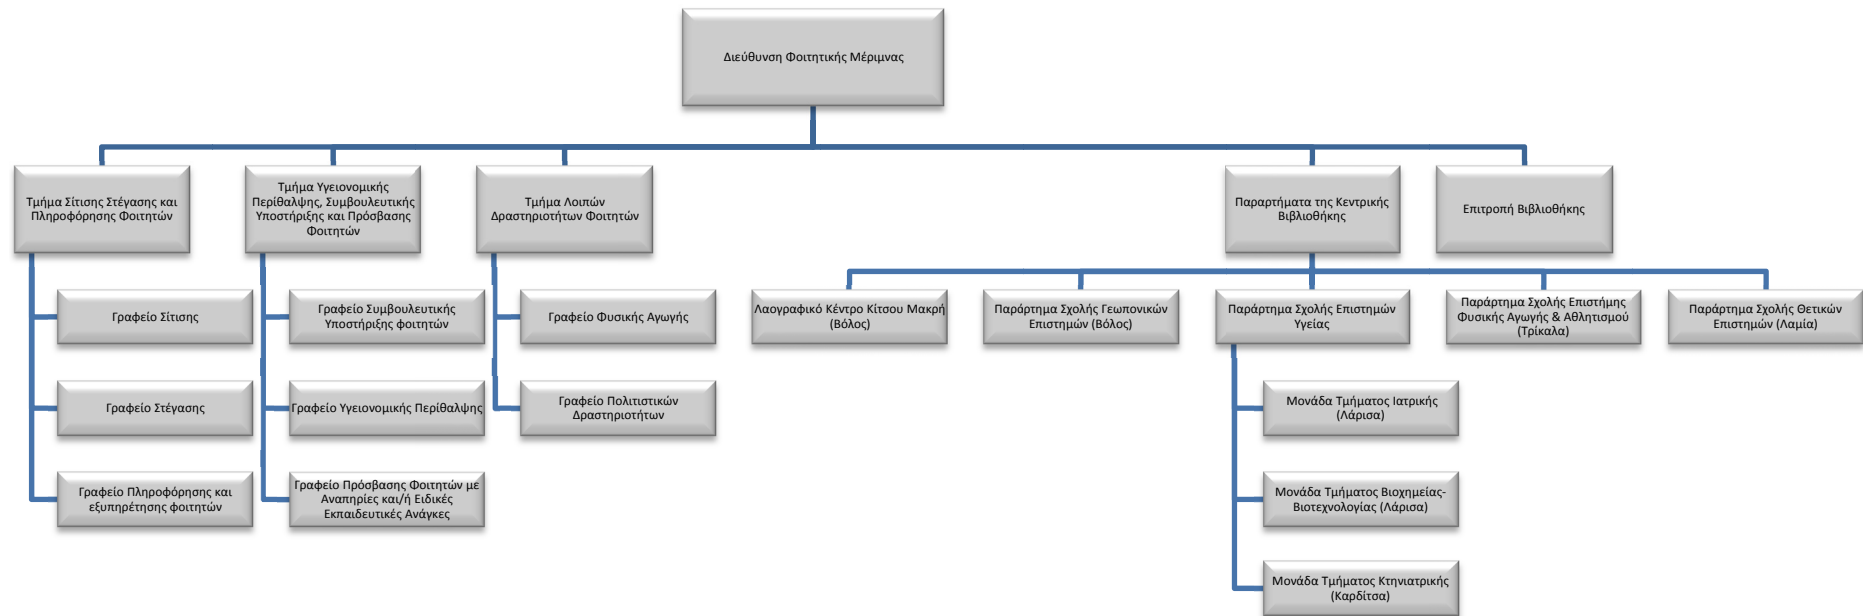 Διεύθυνση Φοιτητικής Μέριμνας
Τμήμα Σίτισης Στέγασης και
Πληροφόρησης Φοιτητών
Τμήμα Υγειονομικής
Περίθαλψης, Συμβουλευτικής
Υποστήριξης και Πρόσβασης
Φοιτητών
Τμήμα Λοιπών
Δραστηριοτήτων Φοιτητών
Παραρτήματα της Κεντρικής
Βιβλιοθήκης
Επιτροπή Βιβλιοθήκης
Γραφείο Σίτισης
Γραφείο Στέγασης
Γραφείο Πληροφόρησης και
εξυπηρέτησης φοιτητών
Γραφείο Συμβουλευτικής
Υποστήριξης φοιτητών
Γραφείο Υγειονομικής Περίθαλψης
Γραφείο Πρόσβασης Φοιτητών με
Αναπηρίες και/ή Ειδικές
Εκπαιδευτικές Ανάγκες
Γραφείο Φυσικής Αγωγής
Γραφείο Πολιτιστικών
Δραστηριοτήτων
Λαογραφικό Κέντρο Κίτσου Μακρή
(Βόλος)
Παράρτημα Σχολής Γεωπονικών
Επιστημών (Βόλος)
Παράρτημα Σχολής Επιστημών
Υγείας
Παράρτημα Σχολής Επιστήμης
Φυσικής Αγωγής & Αθλητισμού
(Τρίκαλα)
Παράρτημα Σχολής Θετικών
Επιστημών (Λαμία)
Μονάδα Τμήματος Ιατρικής
(Λάρισα)
Μονάδα Τμήματος Βιοχημείας-
Βιοτεχνολογίας (Λάρισα)
Μονάδα Τμήματος Κτηνιατρικής
(Καρδίτσα)